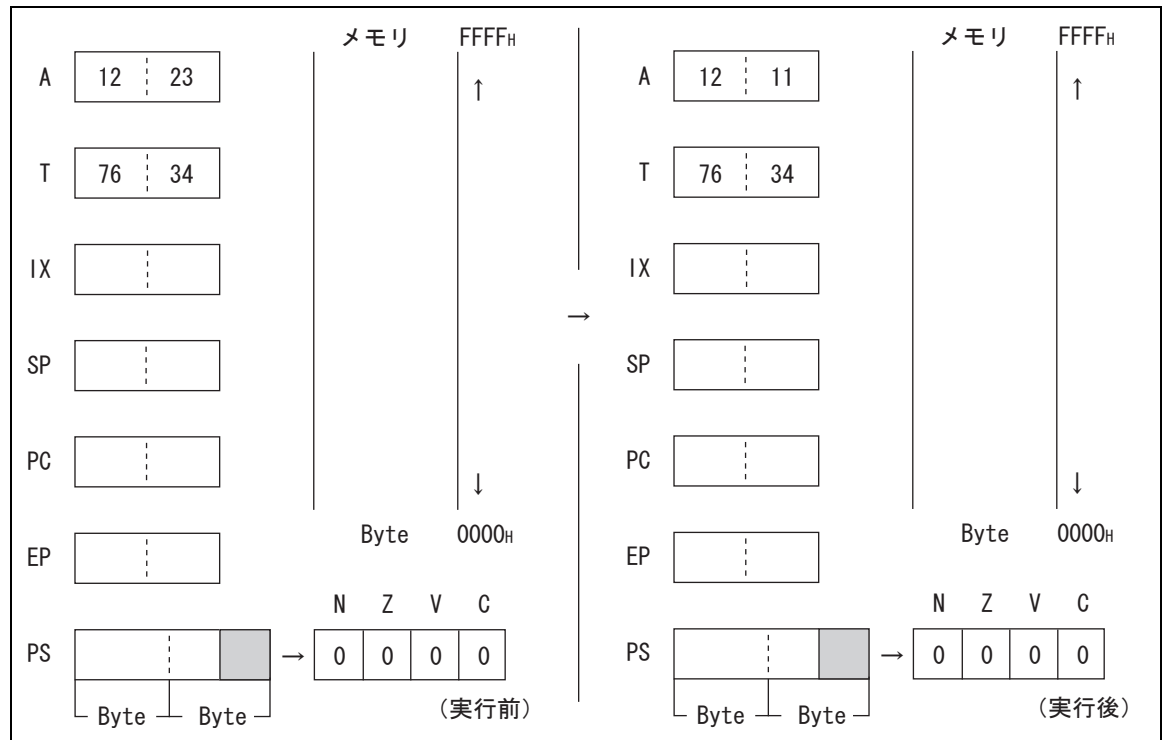 メモリ FFFFH
A 12 23 ↑
T 76 34
IX
SP
PC
↓
Byte 0000H
EP
N Z V C
PS → 0 0 0 0
Byte Byte (実行前)
→
メモリ FFFFH
A 12 11 ↑
T 76 34
IX
SP
PC
↓
Byte 0000H
EP
N Z V C
PS → 0 0 0 0
Byte Byte (実行後)